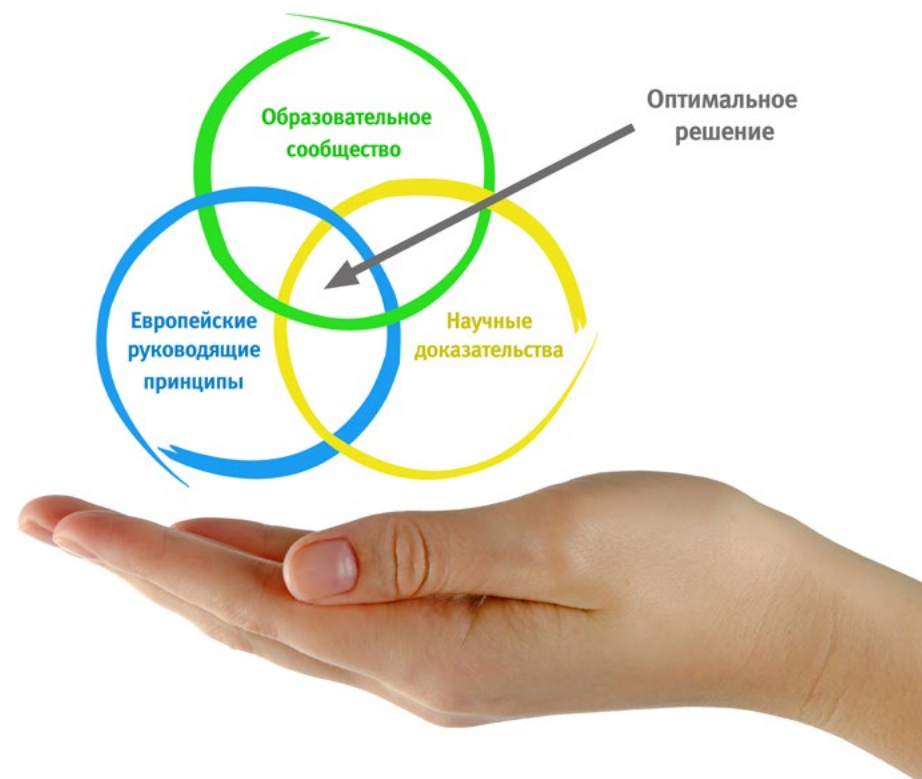 Образовательное
сообщество
Оптимальное
решение
Европейские
руководящие
принципы
Научные
доказательства